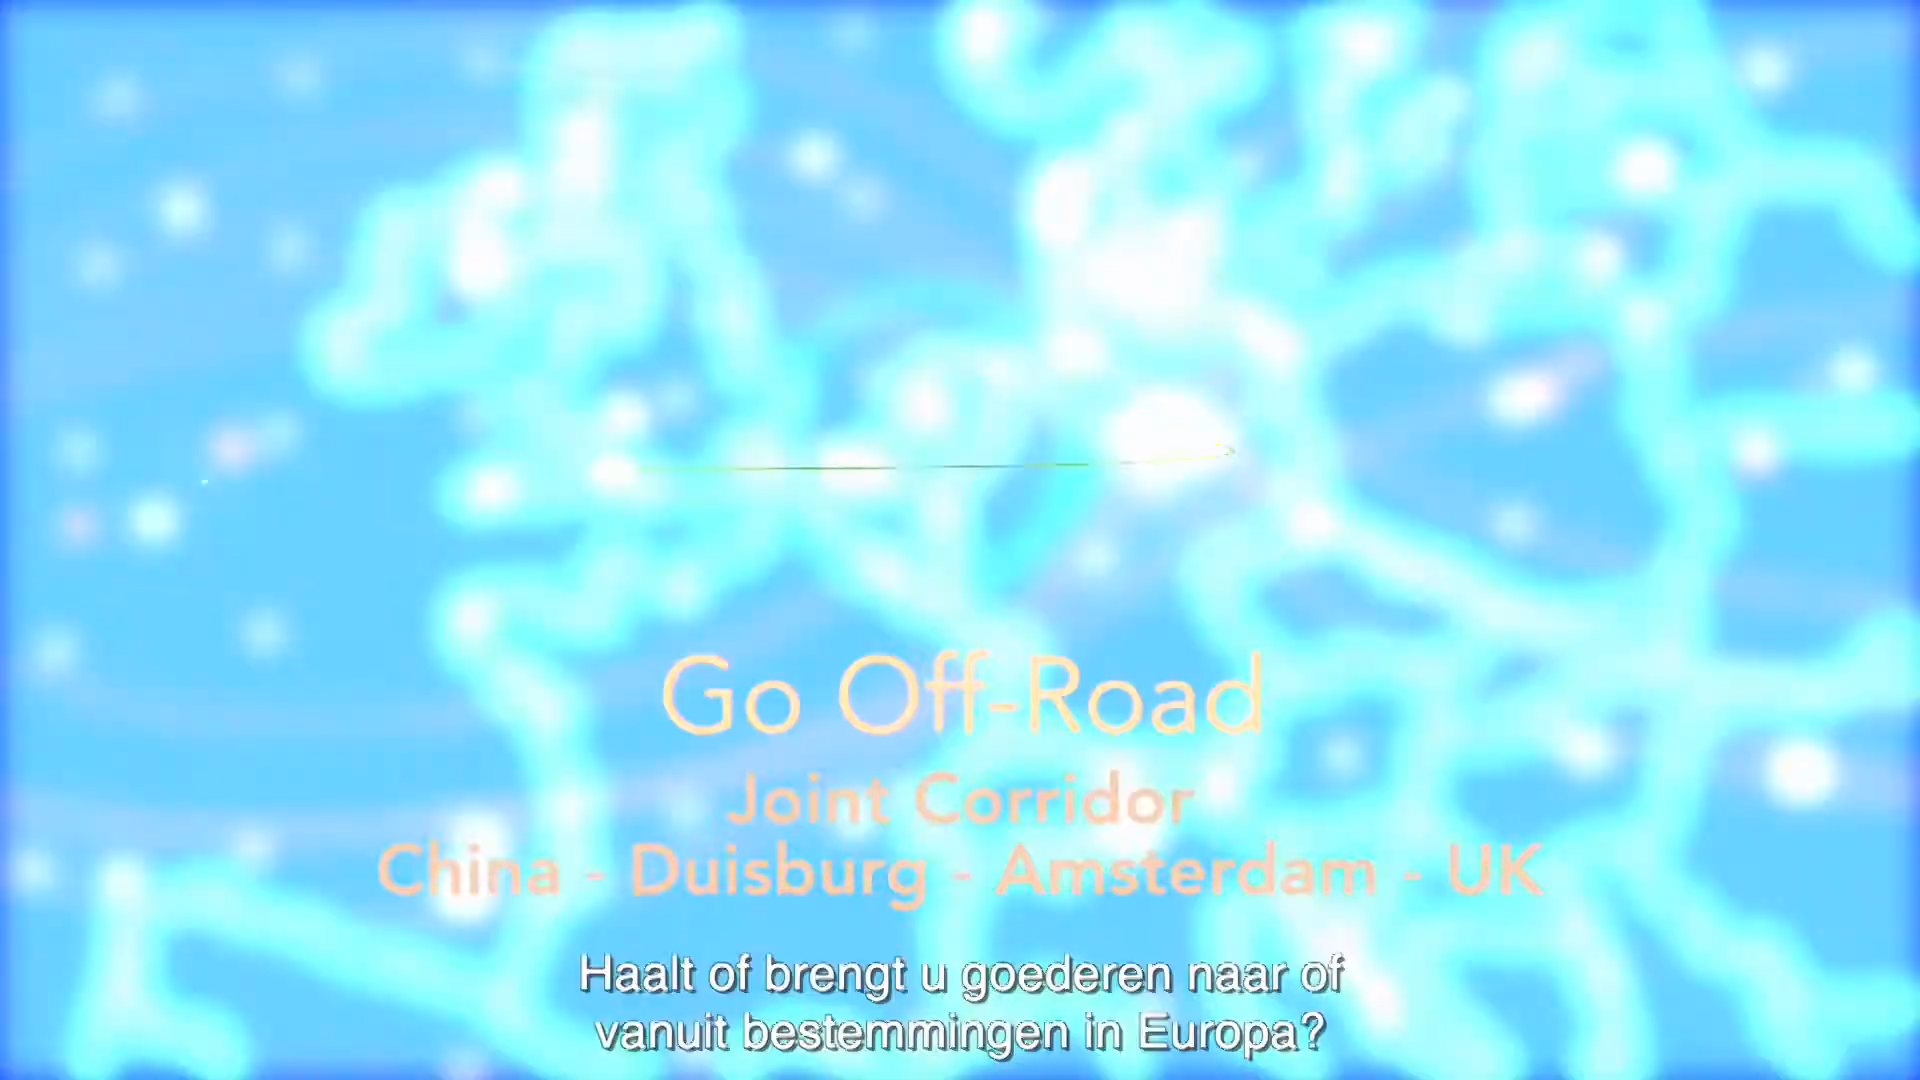 Go Off-Road
Joint Corridor
China - Duisburg - Amsterdam - UK
Haalt of brengt u goederen naar of
vanuit bestemmingen in Europa?